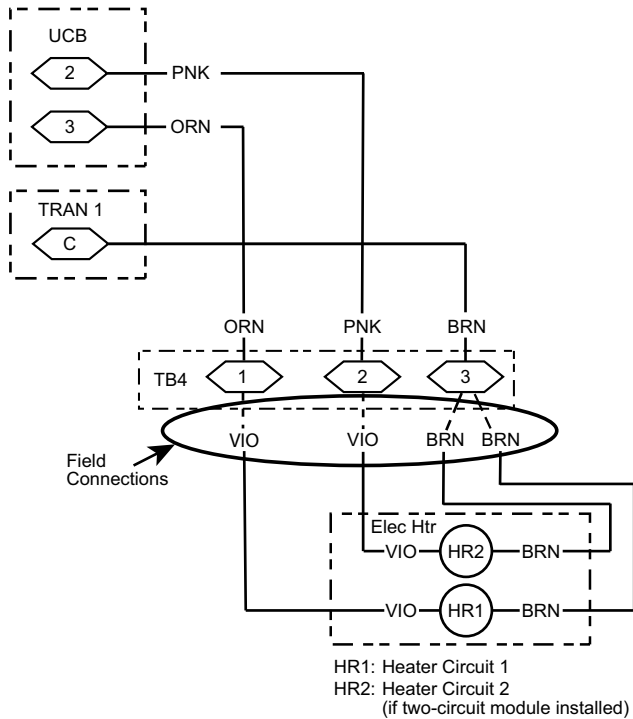 UCB
2 PNK
3 ORN
TRAN 1
C
ORN PNK BRN
TB4 1 2 3
VIO VIO BRN BRN
Field
Connections
Elec Htr
VIO HR2 BRN
VIO HR1 BRN
HR1: Heater Circuit 1
HR2: Heater Circuit 2
(if two-circuit module installed)